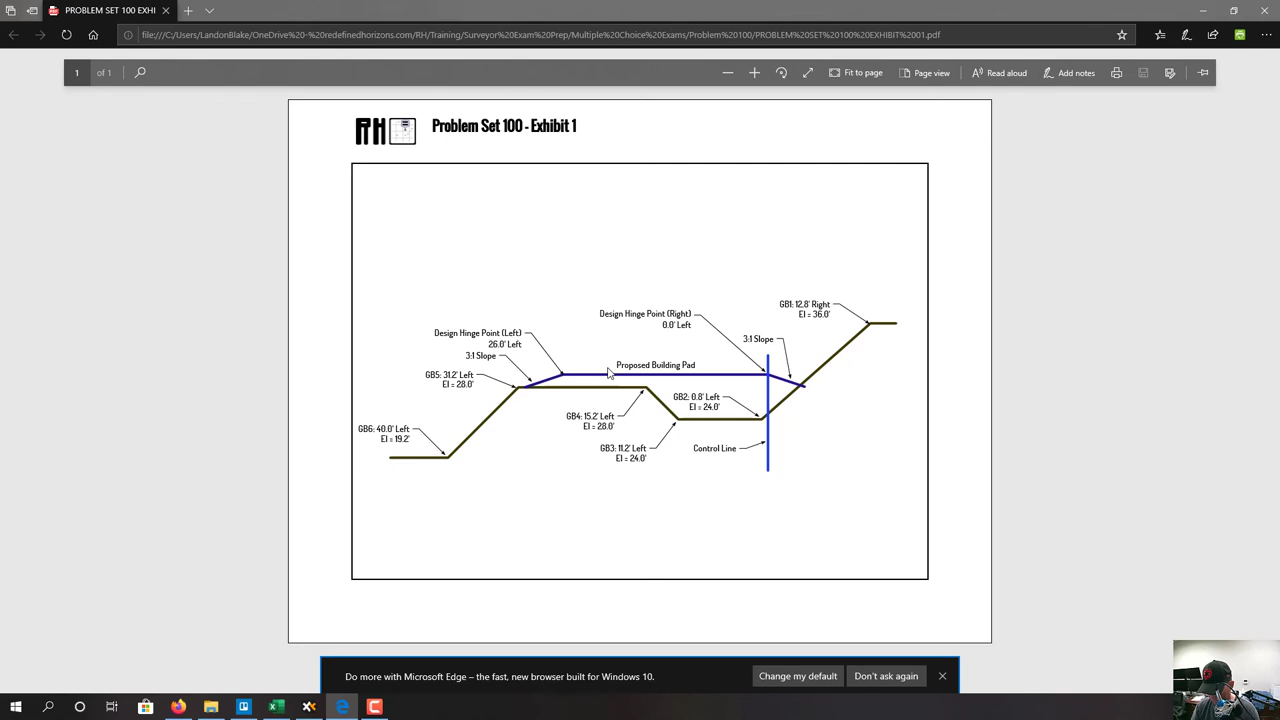 PROBLEM SET 100 EXHI
file:///C:/Users/LandonBlake/OneDrive%20-%20redefinedhorizons.com/RH/Training/Surveyor%20Exam%20Prep/Multiple%20Choice%20Exams/Problem%20100/PROBLEM%20SET%20100%20EXHIBIT%2001.pdf
1 of 1
Fit to page
Page view
Read aloud
Add notes
RH
Problem Set 100 - Exhibit 1
GB1: 12.8' Right
El = 36.0'
Design Hinge Point (Right)
0.0' Left
3:1 Slope
Design Hinge Point (Left)
26.0' Left
3:1 Slope
Proposed Building Pad
GB5: 31.2' Left
El = 28.0'
GB2: 0.8' Left
El = 24.0'
GB4: 15.2' Left
El = 28.0'
GB6: 40.0' Left
El = 19.2'
GB3: 11.2' Left
El = 24.0'
Control Line
Do more with Microsoft Edge – the fast, new browser built for Windows 10.
Change my default
Don't ask again